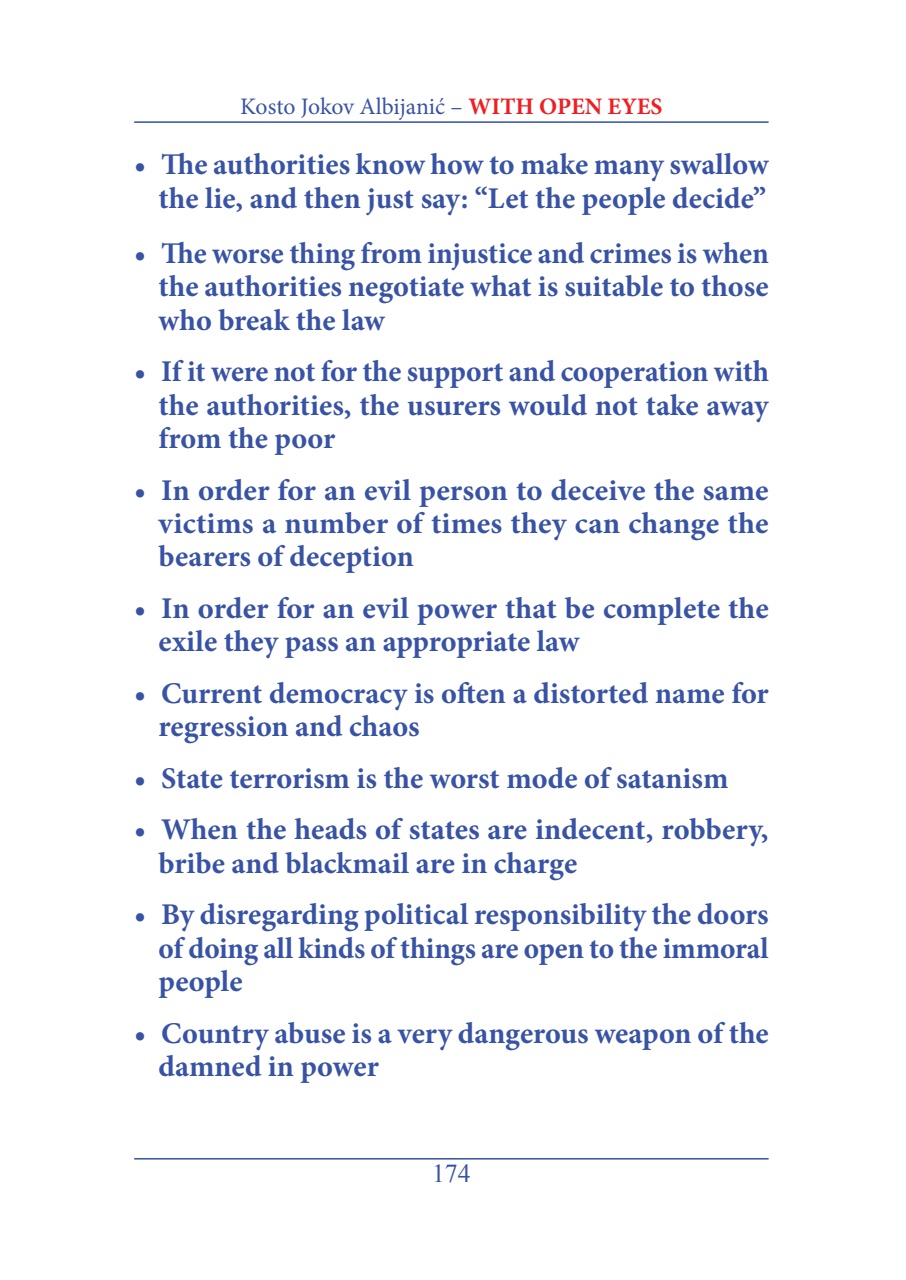 Kosto Jokov Albijanić – WITH OPEN EYES
• The authorities know how to make many swallow
the lie, and then just say: “Let the people decide”
• The worse thing from injustice and crimes is when
the authorities negotiate what is suitable to those
who break the law
• If it were not for the support and cooperation with
the authorities, the usurers would not take away
from the poor
• In order for an evil person to deceive the same
victims a number of times they can change the
bearers of deception
• In order for an evil power that be complete the
exile they pass an appropriate law
• Current democracy is often a distorted name for
regression and chaos
• State terrorism is the worst mode of satanism
• When the heads of states are indecent, robbery,
bribe and blackmail are in charge
• By disregarding political responsibility the doors
of doing all kinds of things are open to the immoral
people
• Country abuse is a very dangerous weapon of the
damned in power
174